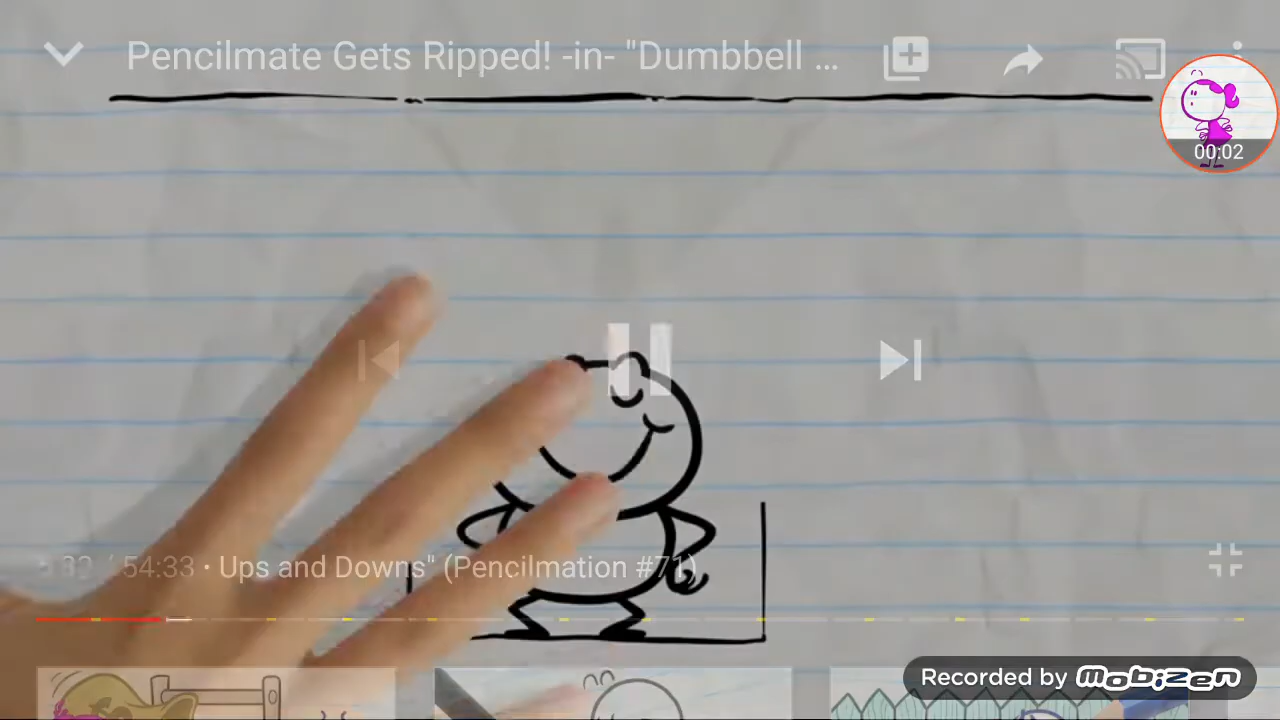 Pencilmate Gets Ripped! -in- "Dumbbell ...
00:02
54:33 · Ups and Downs" (Pencilmation #71)
Recorded by mobizen